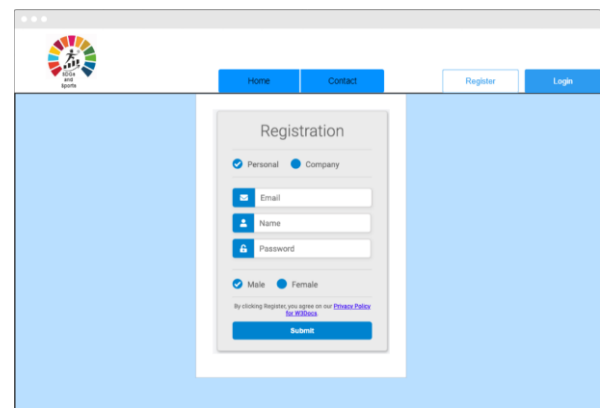 SDGs
and
Sports
Home
Contact
Register
Login
Registration
Personal
Company
Email
Name
Password
Male
Female
By clicking Register, you agree on our Privacy Policy
for W3Docs
Submit